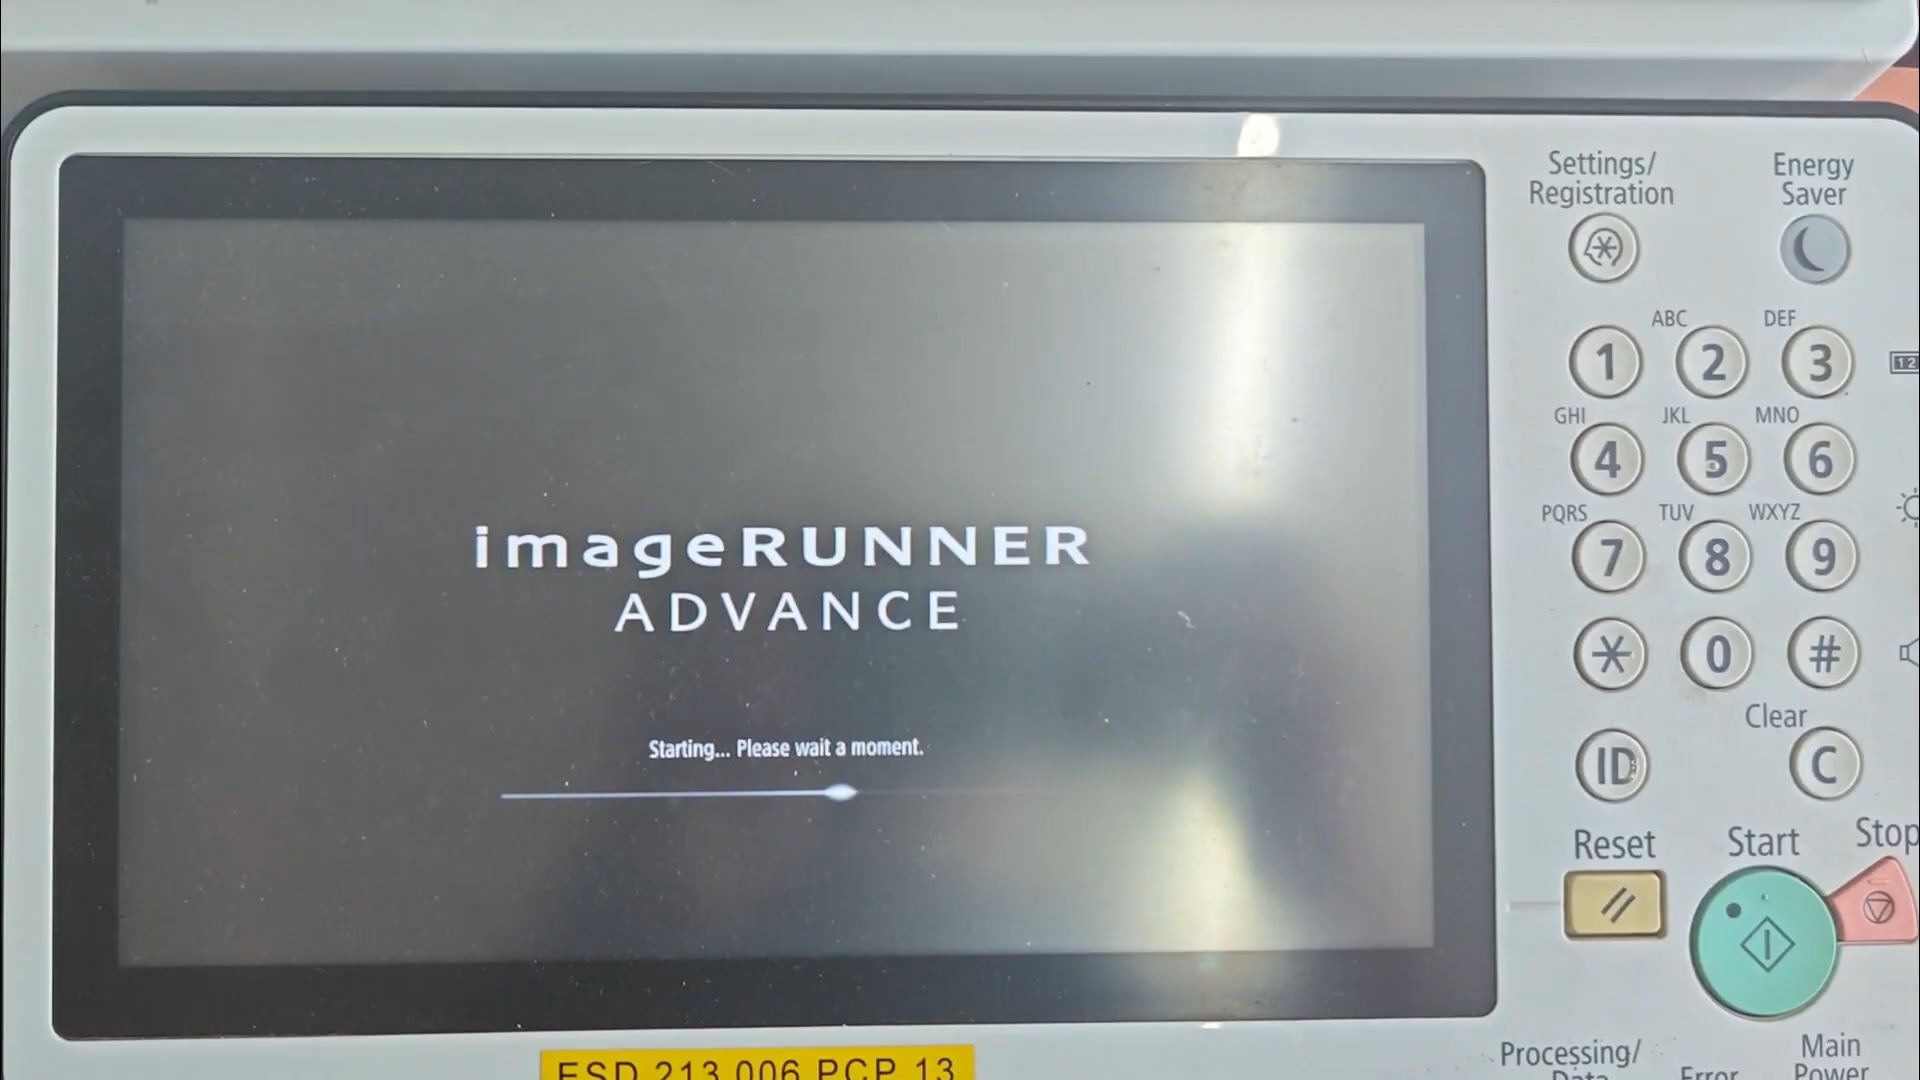 Settings/
Registration
Energy
Saver
imageRUNNER
ADVANCE
Starting... Please wait a moment.
ABC
DEF
1
2
3
GHI
JKL
MNO
4
5
6
PQRS
TUV
WXYZ
7
8
9
0
#
Clear
ID
C
Reset
Start
Stop
Processing/
Data
Error
Main
Power
ESD 213 006 PCP 13